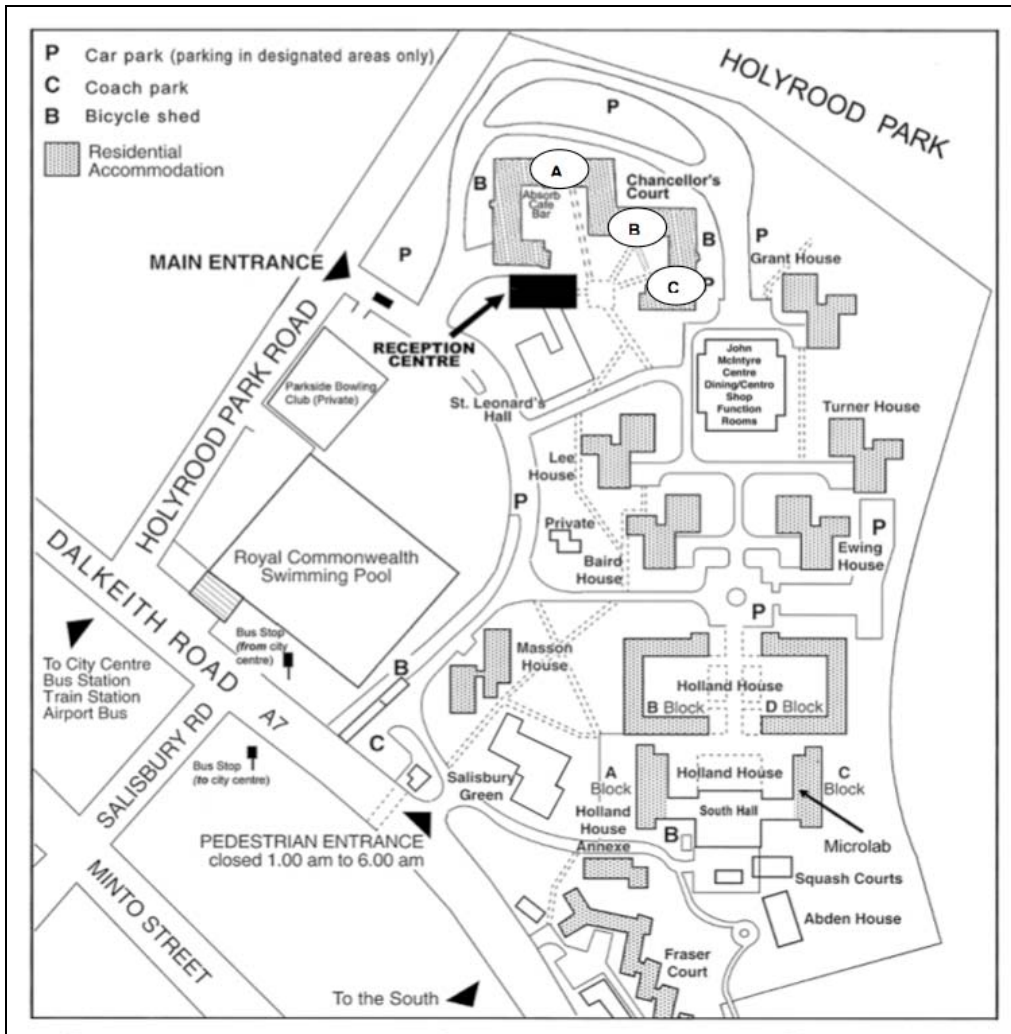 P Car park (parking in designated areas only)
C Coach park
B Bicycle shed
Residential
Accommodation
HOLYROOD PARK
P
A
B
Absorb
Cafe
Bar
Chancellor's
Court
B
B
C
P
P
Grant House
P
MAIN ENTRANCE
RECEPTION
CENTRE
HOLYROOD PARK ROAD
Parkside Bowling
Club (Private)
St. Leonard's
Hall
John
McIntyre
Centre
Dining/Centro
Shop
Function
Rooms
Turner House
Lee
House
P
Private
Baird
House
P
Ewing
House
P
Royal Commonwealth
Swimming Pool
DALKEITH ROAD
A7
Bus Stop
(from city
centre)
To City Centre
Bus Station
Train Station
Airport Bus
SALISBURY RD
Bus Stop
(to city centre)
B
C
Masson
House
Holland House
B Block
D Block
Salisbury
Green
A
Block
Holland House
C
Block
South Hall
Microlab
Holland
House
Annexe
B
PEDESTRIAN ENTRANCE
closed 1.00 am to 6.00 am
Squash Courts
Abden House
MINTO STREET
Fraser
Court
To the South